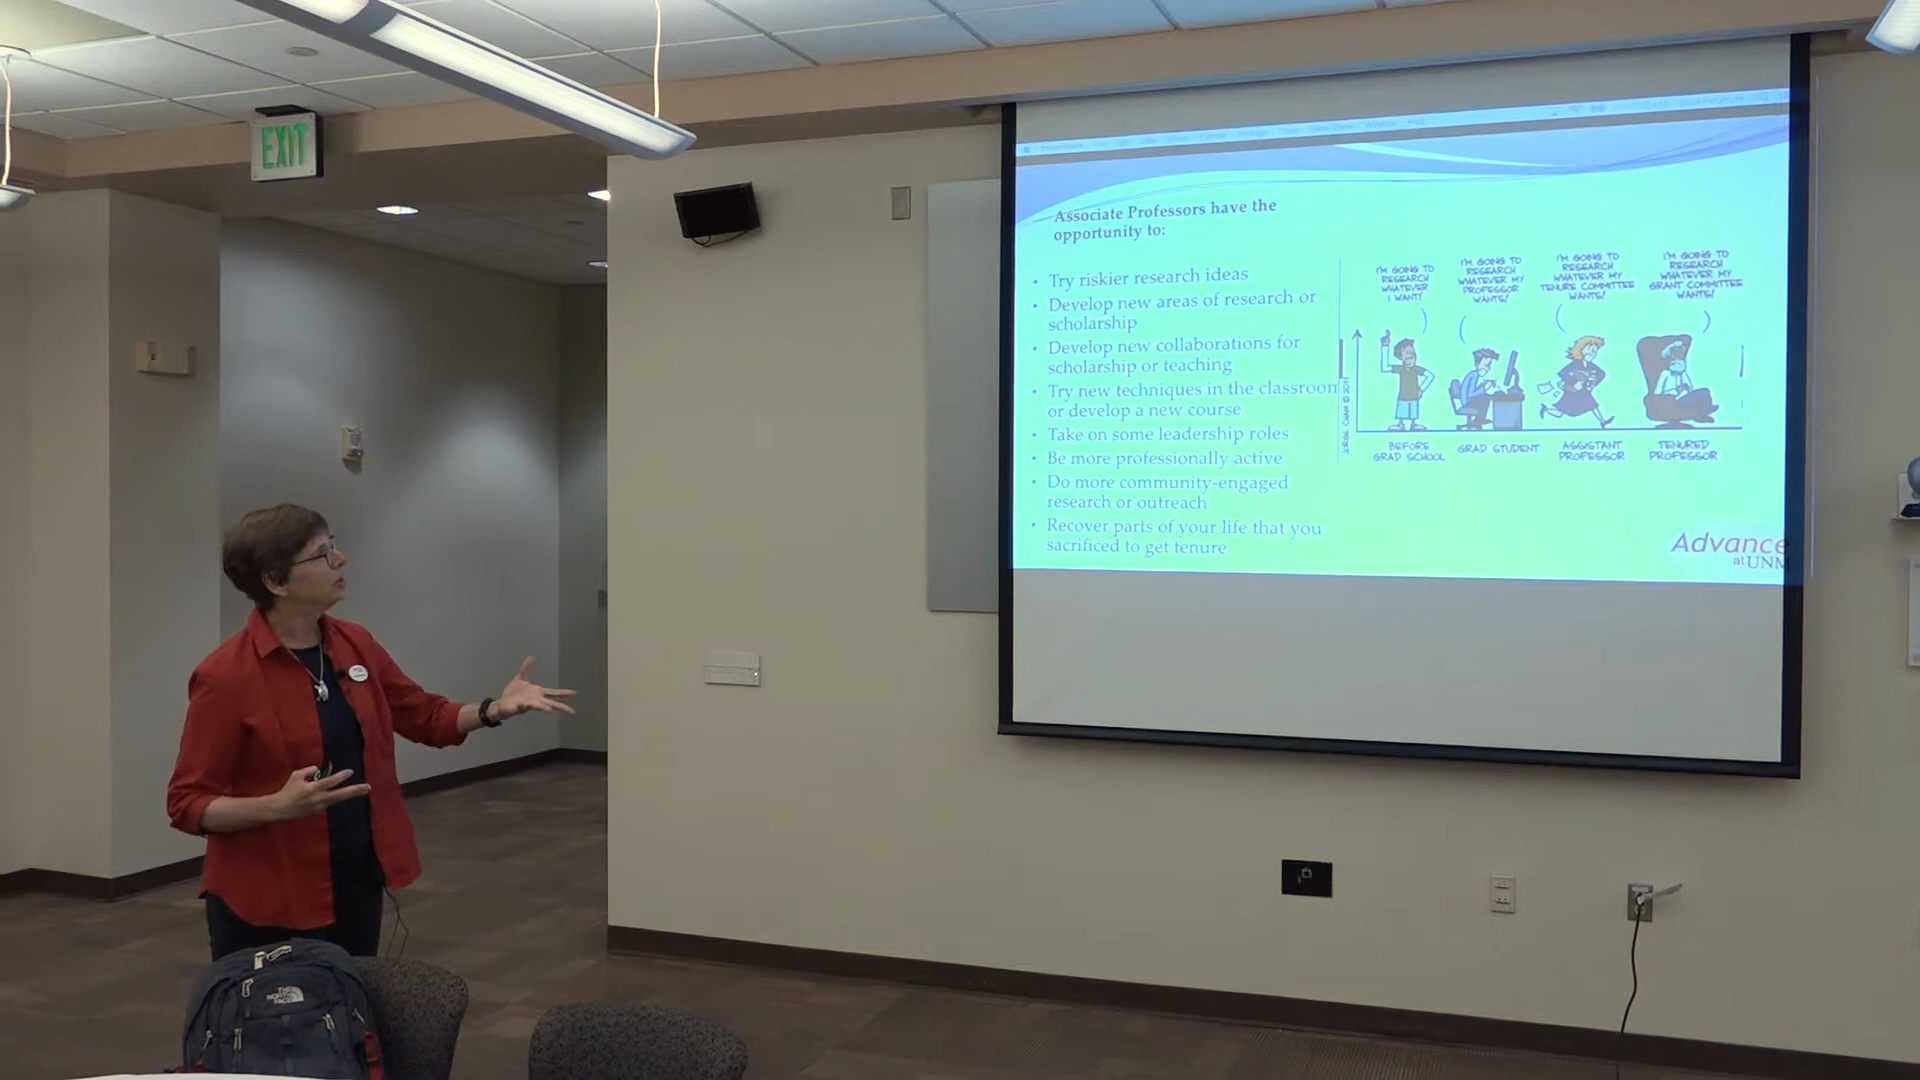 EXIT
Associate Professors have the
opportunity to:
• Try riskier research ideas
• Develop new areas of research or
scholarship
• Develop new collaborations for
scholarship or teaching
• Try new techniques in the classroom
or develop a new course
• Take on some leadership roles
• Be more professionally active
• Do more community-engaged
research or outreach
• Recover parts of your life that you
sacrificed to get tenure
I'M GOING TO
RESEARCH
WHATEVER
I WANT!
I'M GOING TO
RESEARCH
WHATEVER MY
PROFESSOR
WANTS!
I'M GOING TO
RESEARCH
WHATEVER MY
TENURE COMMITTEE
WANTS!
I'M GOING TO
RESEARCH
WHATEVER MY
GRANT COMMITTEE
WANTS!
JORGE CHAM © 2011
BEFORE
GRAD SCHOOL
GRAD STUDENT
ASSISTANT
PROFESSOR
TENURED
PROFESSOR
Advance
at UNM
THE
NORTH
FACE